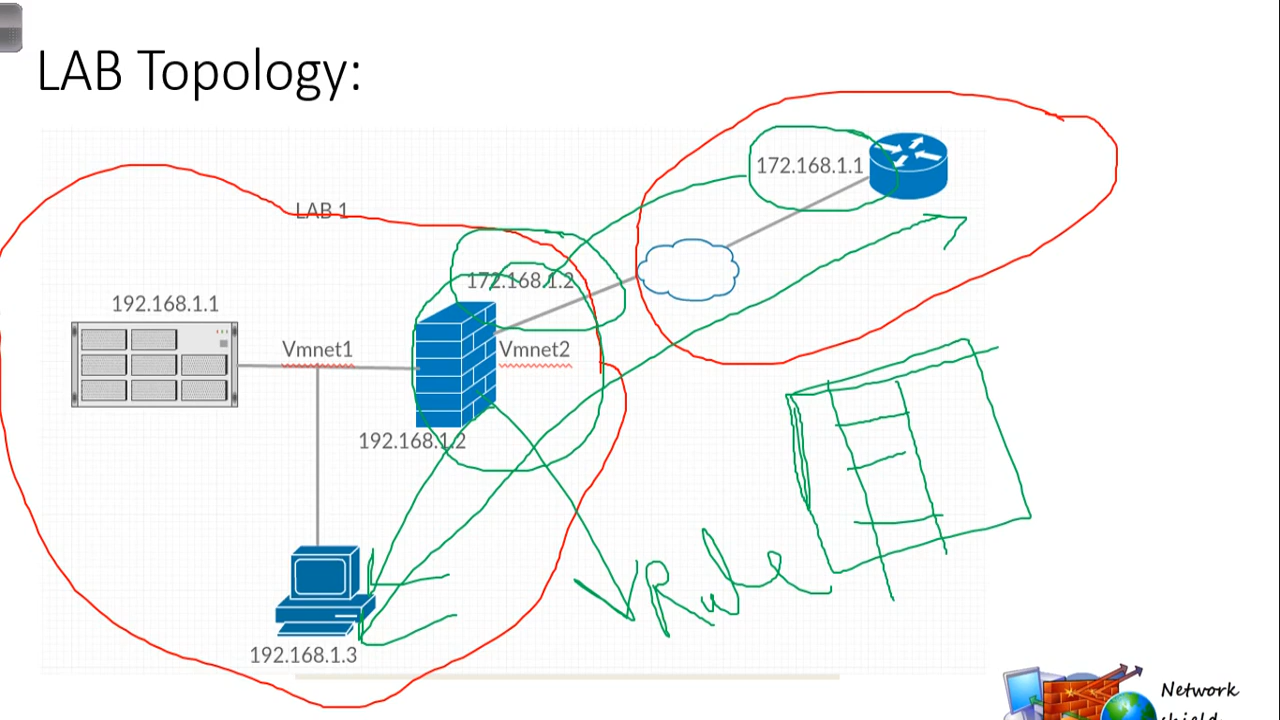 LAB Topology:
172.168.1.1
LAB 1
172.168.1.2
192.168.1.1
Vmnet1
Vmnet2
192.168.1.2
Rule
192.168.1.3
Network